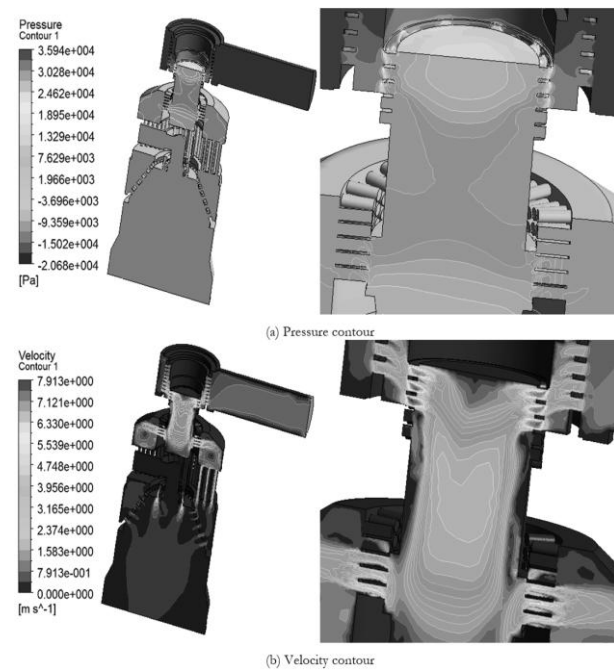 Pressure
Contour 1
3.594e+004
3.028e+004
2.462e+004
1.895e+004
1.329e+004
7.629e+003
1.966e+003
-3.696e+003
-9.359e+003
-1.502e+004
-2.068e+004
[Pa]
(a) Pressure contour
Velocity
Contour 1
7.913e+000
7.121e+000
6.330e+000
5.539e+000
4.748e+000
3.956e+000
3.165e+000
2.374e+000
1.583e+000
7.913e-001
0.000e+000
[m s^-1]
(b) Velocity contour